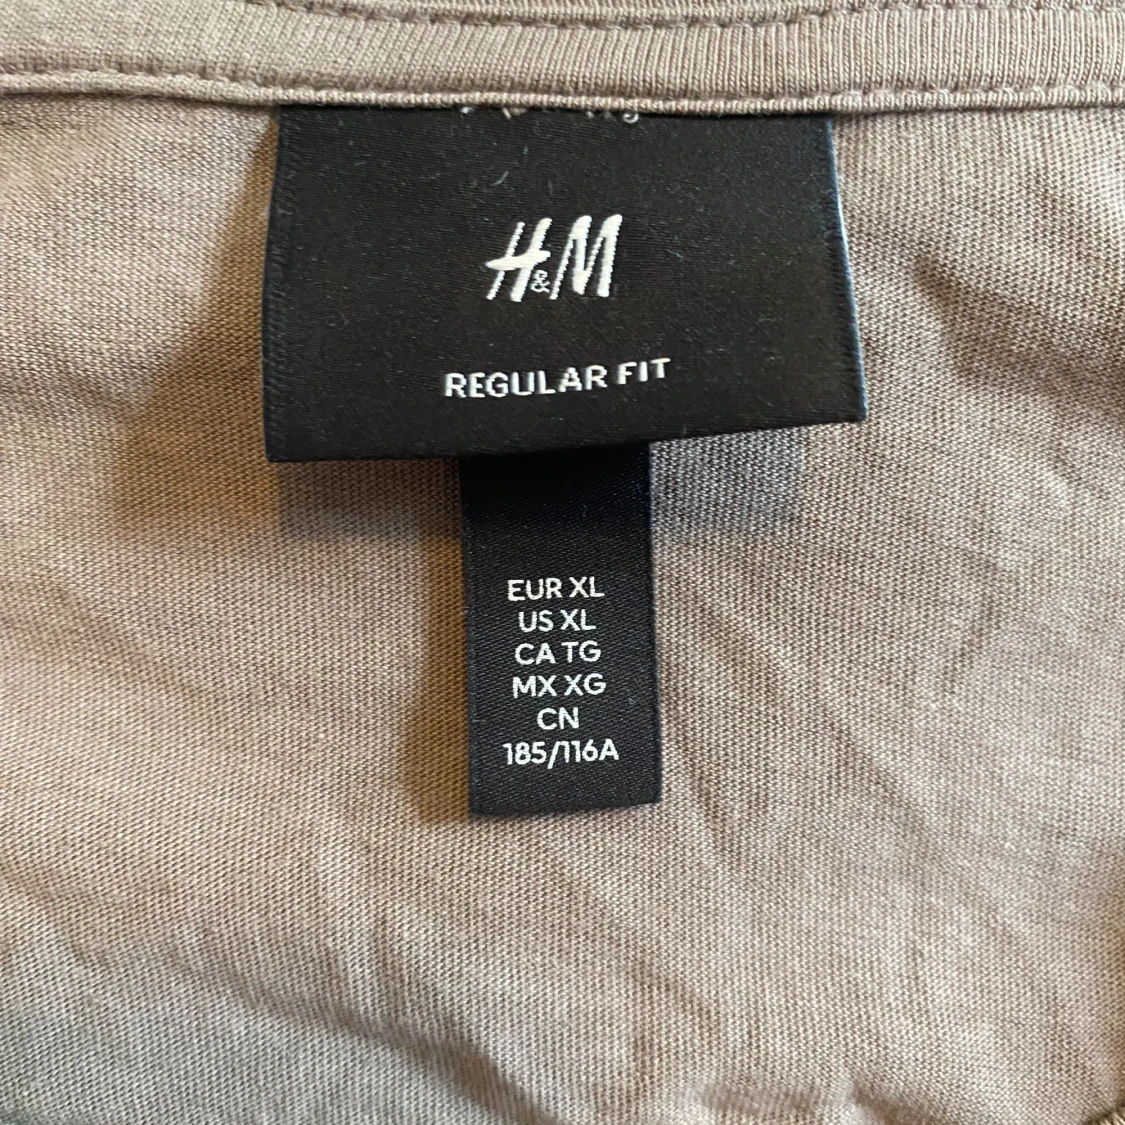 H&M
REGULAR FIT
EUR XL
US XL
CA TG
MX XG
CN
185/116A